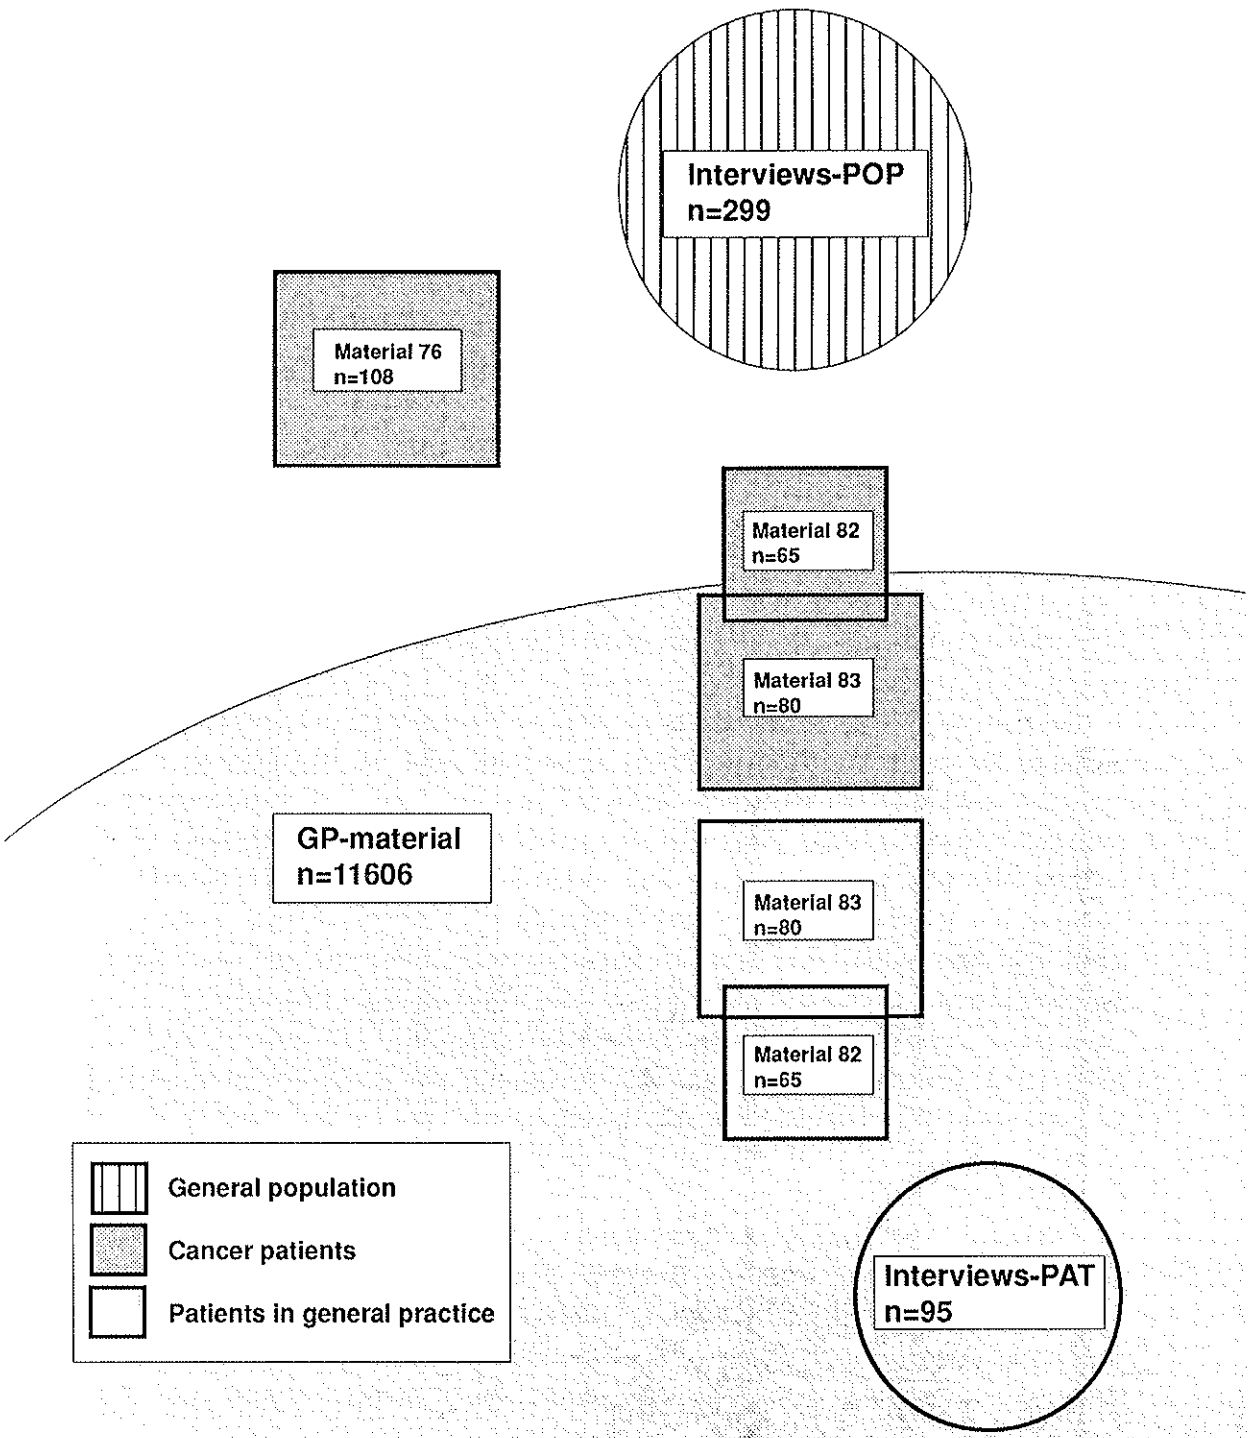 Interviews-POP
n=299
Material 76
n=108
Material 82
n=65
Material 83
n=80
GP-material
n=11606
Material 83
n=80
Material 82
n=65
General population
Cancer patients
Patients in general practice
Interviews-PAT
n=95